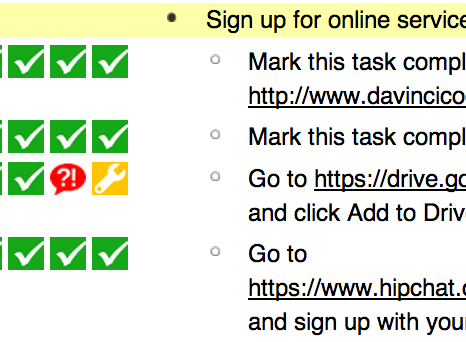 Sign up for online service
Mark this task compl
http://www.davincico
Mark this task compl
?!
Go to https://drive.go
and click Add to Driv
Go to
https://www.hipchat.c
and sign up with your